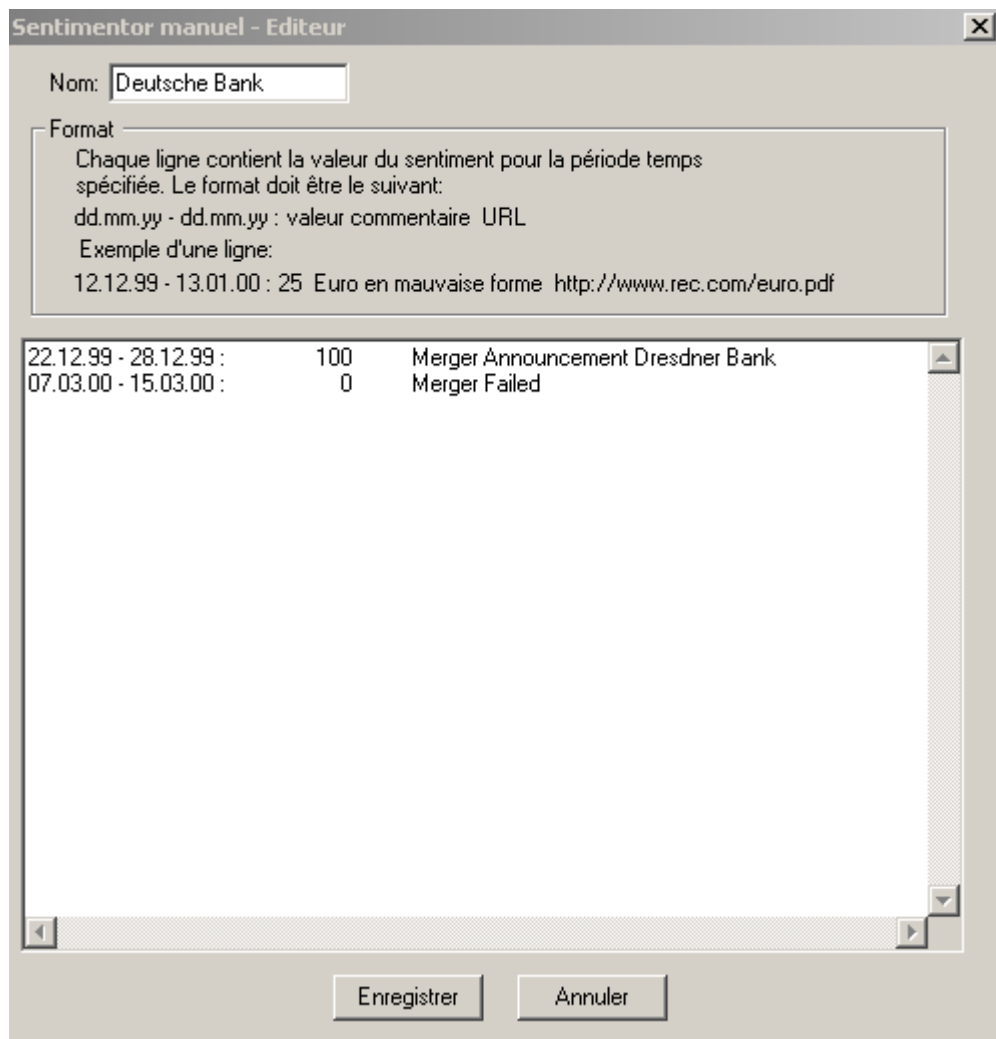 Sentimentor manuel - Editeur
Nom: Deutsche Bank
Format
Chaque ligne contient la valeur du sentiment pour la période temps
spécifiée. Le format doit être le suivant:
dd.mm.yy - dd.mm.yy : valeur commentaire URL
Exemple d'une ligne:
12.12.99 - 13.01.00 : 25 Euro en mauvaise forme http://www.rec.com/euro.pdf
22.12.99 - 28.12.99 : 100 Merger Announcement Dresdner Bank
07.03.00 - 15.03.00 : 0 Merger Failed
Enregistrer Annuler